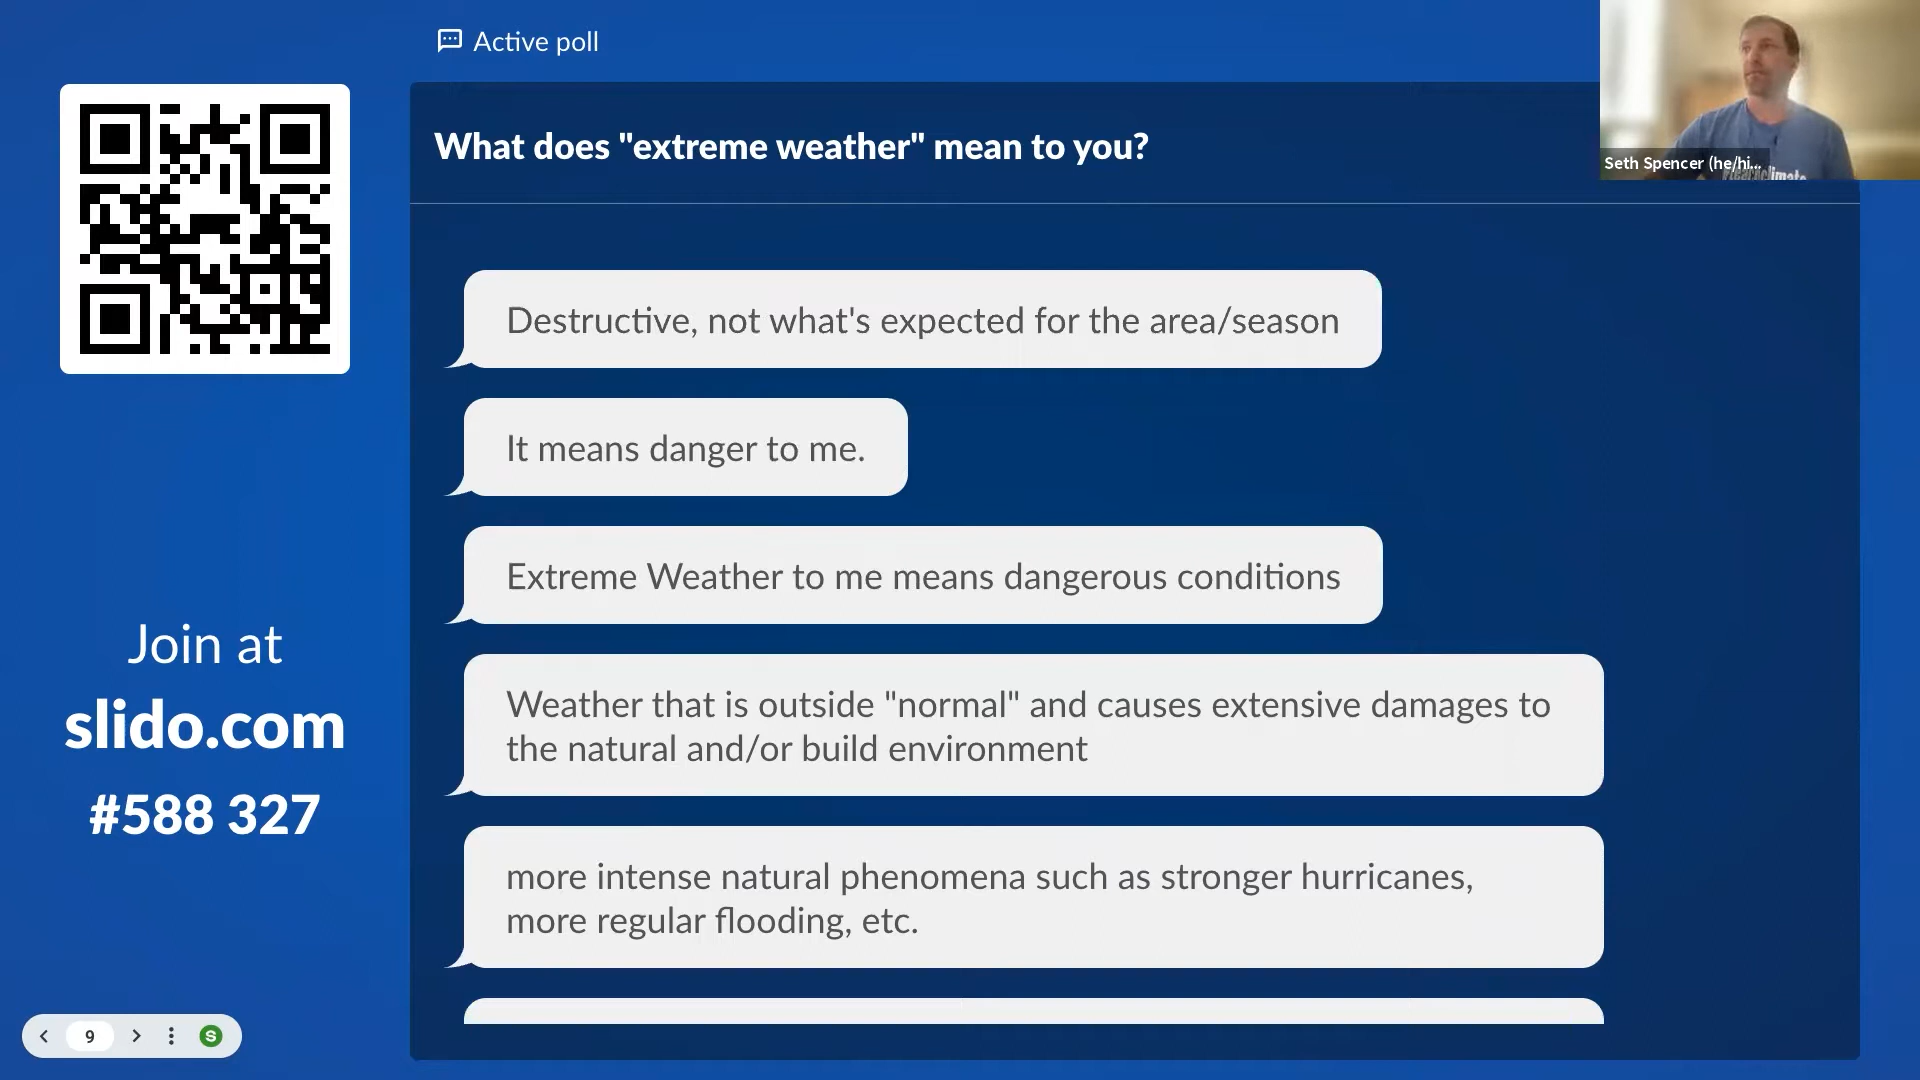 Active poll
What does "extreme weather" mean to you?
Seth Spencer (he/hi...
Destructive, not what's expected for the area/season
It means danger to me.
Extreme Weather to me means dangerous conditions
Weather that is outside "normal" and causes extensive damages to
the natural and/or build environment
more intense natural phenomena such as stronger hurricanes,
more regular flooding, etc.
Join at
slido.com
#588 327
9
S